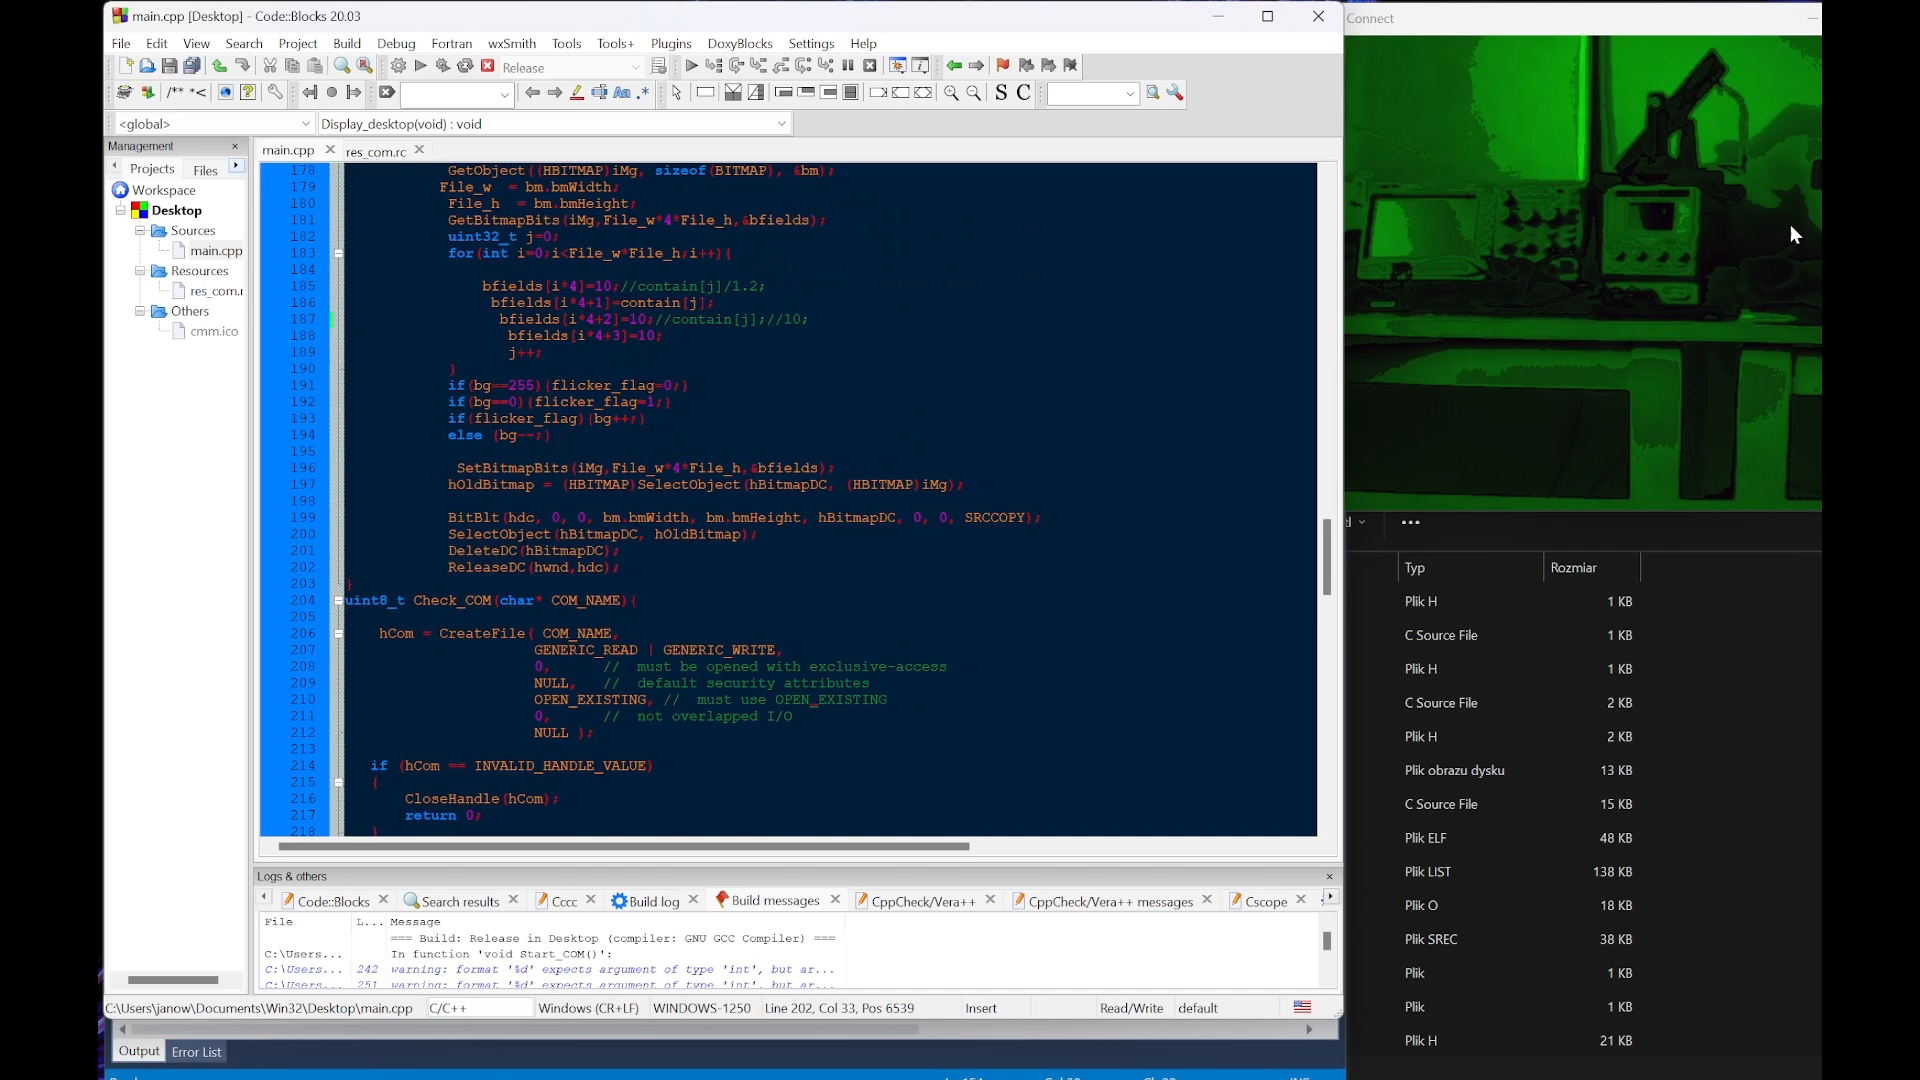 main.cpp [Desktop] - Code::Blocks 20.03
Connect
File Edit View Search Project Build Debug Fortran wxSmith Tools Tools+ Plugins DoxyBlocks Settings Help
Release
/** *<
Aa .*
S C
<global>
Display_desktop(void) : void
Management
main.cpp
res_com.rc
Projects
Files
Workspace
Desktop
Sources
main.cpp
Resources
res_com.r
Others
cmm.ico
178 GetObject((HBITMAP)iMg, sizeof(BITMAP), &bm);
179 File_w = bm.bmWidth;
180 File_h = bm.bmHeight;
181 GetBitmapBits(iMg,File_w*4*File_h,&bfields);
182 uint32_t j=0;
183 for(int i=0;i<File_w*File_h;i++){
184
185 bfields[i*4]=10;//contain[j]/1.2;
186 bfields[i*4+1]=contain[j];
187 bfields[i*4+2]=10;//contain[j];//10;
188 bfields[i*4+3]=10;
189 j++;
190 }
191 if(bg==255){flicker_flag=0;}
192 if(bg==0){flicker_flag=1;}
193 if(flicker_flag){bg++;}
194 else {bg--;}
195
196 SetBitmapBits(iMg,File_w*4*File_h,&bfields);
197 hOldBitmap = (HBITMAP)SelectObject(hBitmapDC, (HBITMAP)iMg);
198
199 BitBlt(hdc, 0, 0, bm.bmWidth, bm.bmHeight, hBitmapDC, 0, 0, SRCCOPY);
200 SelectObject(hBitmapDC, hOldBitmap);
201 DeleteDC(hBitmapDC);
202 ReleaseDC(hwnd,hdc);
203 }
204 uint8_t Check_COM(char* COM_NAME){
205
206 hCom = CreateFile( COM_NAME,
207 GENERIC_READ | GENERIC_WRITE,
208 0, // must be opened with exclusive-access
209 NULL, // default security attributes
210 OPEN_EXISTING, // must use OPEN_EXISTING
211 0, // not overlapped I/O
212 NULL );
213
214 if (hCom == INVALID_HANDLE_VALUE)
215 {
216 CloseHandle(hCom);
217 return 0;
218 }
Logs & others
Code::Blocks Search results Cccc Build log Build messages CppCheck/Vera++ CppCheck/Vera++ messages Cscope
File L... Message
=== Build: Release in Desktop (compiler: GNU GCC Compiler) ===
C:\Users... In function 'void Start_COM()':
C:\Users... 242 warning: format '%d' expects argument of type 'int', but ar...
C:\Users... 251 warning: format '%d' expects argument of type 'int', but ar...
C:\Users\janow\Documents\Win32\Desktop\main.cpp C/C++ Windows (CR+LF) WINDOWS-1250 Line 202, Col 33, Pos 6539 Insert Read/Write default
Output Error List
Typ Rozmiar
Plik H 1 KB
C Source File 1 KB
Plik H 1 KB
C Source File 2 KB
Plik H 2 KB
Plik obrazu dysku 13 KB
C Source File 15 KB
Plik ELF 48 KB
Plik LIST 138 KB
Plik O 18 KB
Plik SREC 38 KB
Plik 1 KB
Plik 1 KB
Plik H 21 KB